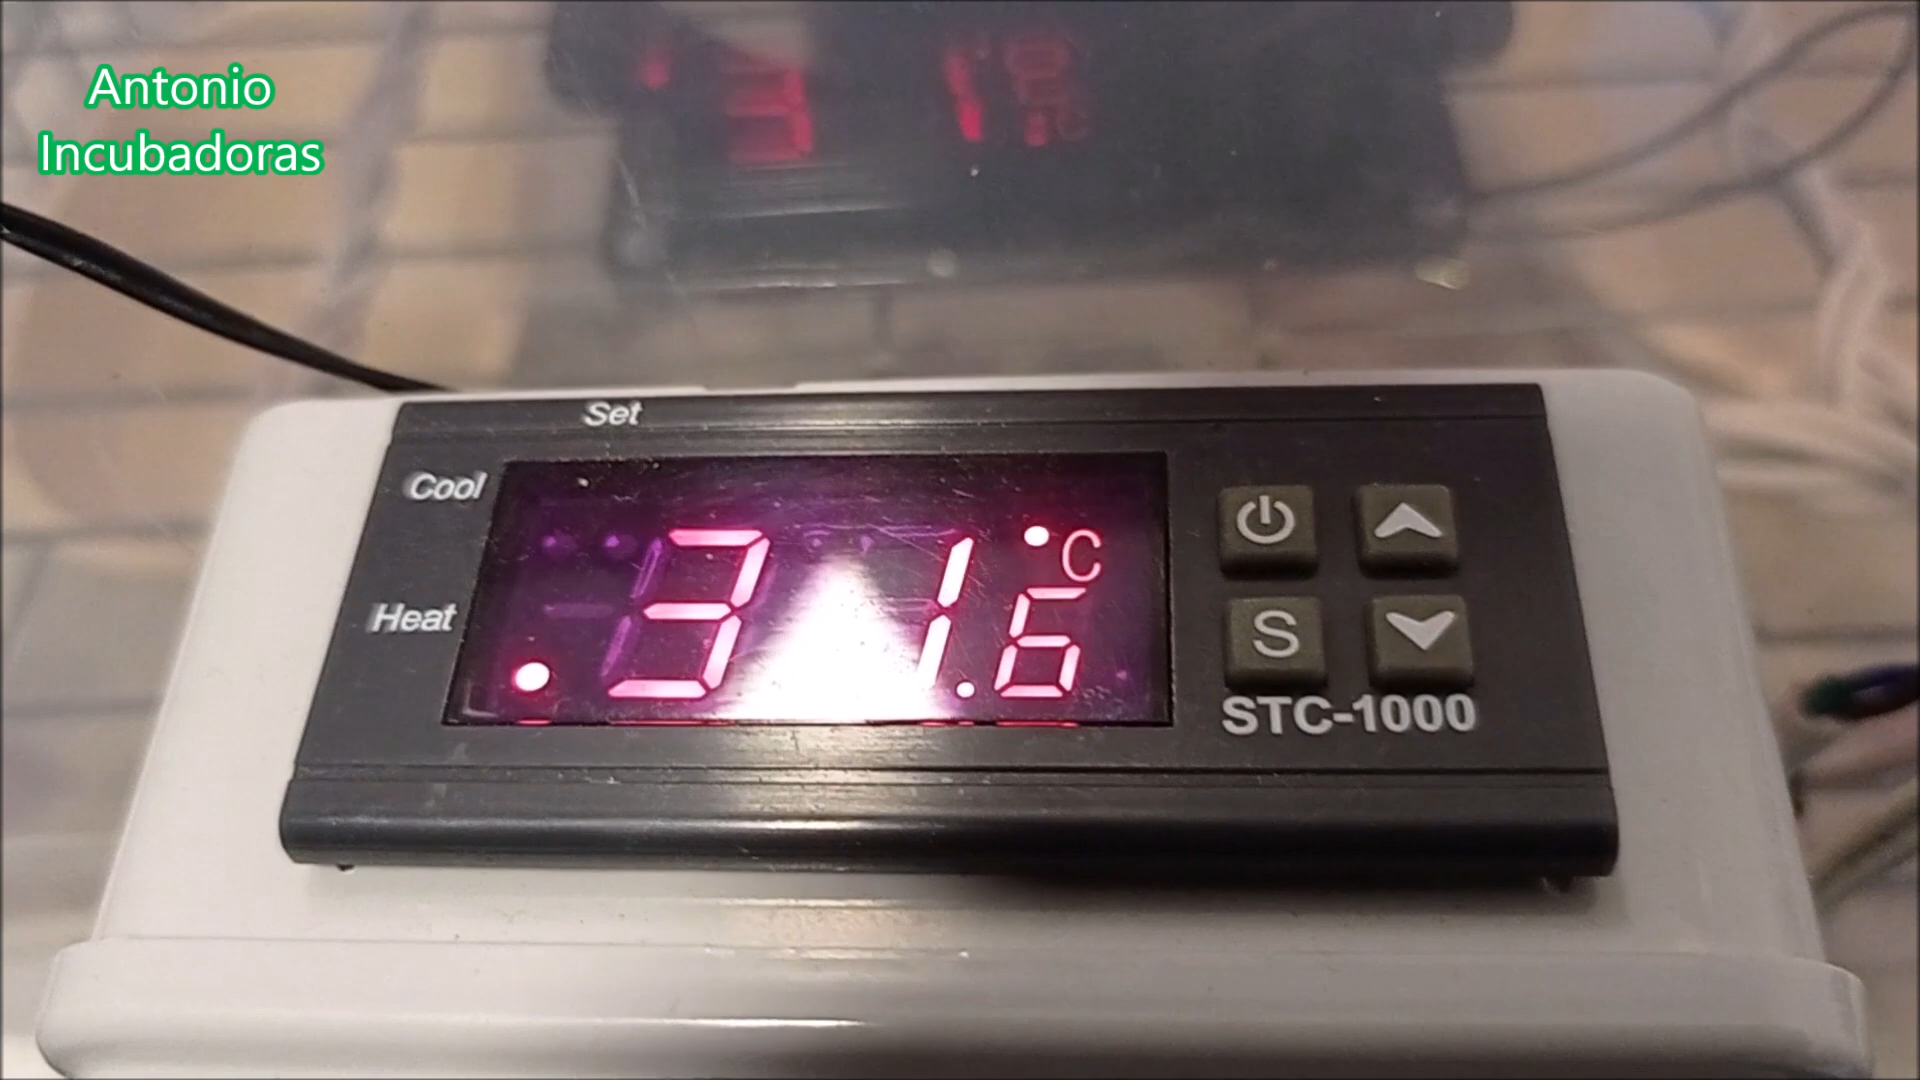 Antonio
Incubadoras
Set
Cool
Heat
31.6 °C
S
STC-1000